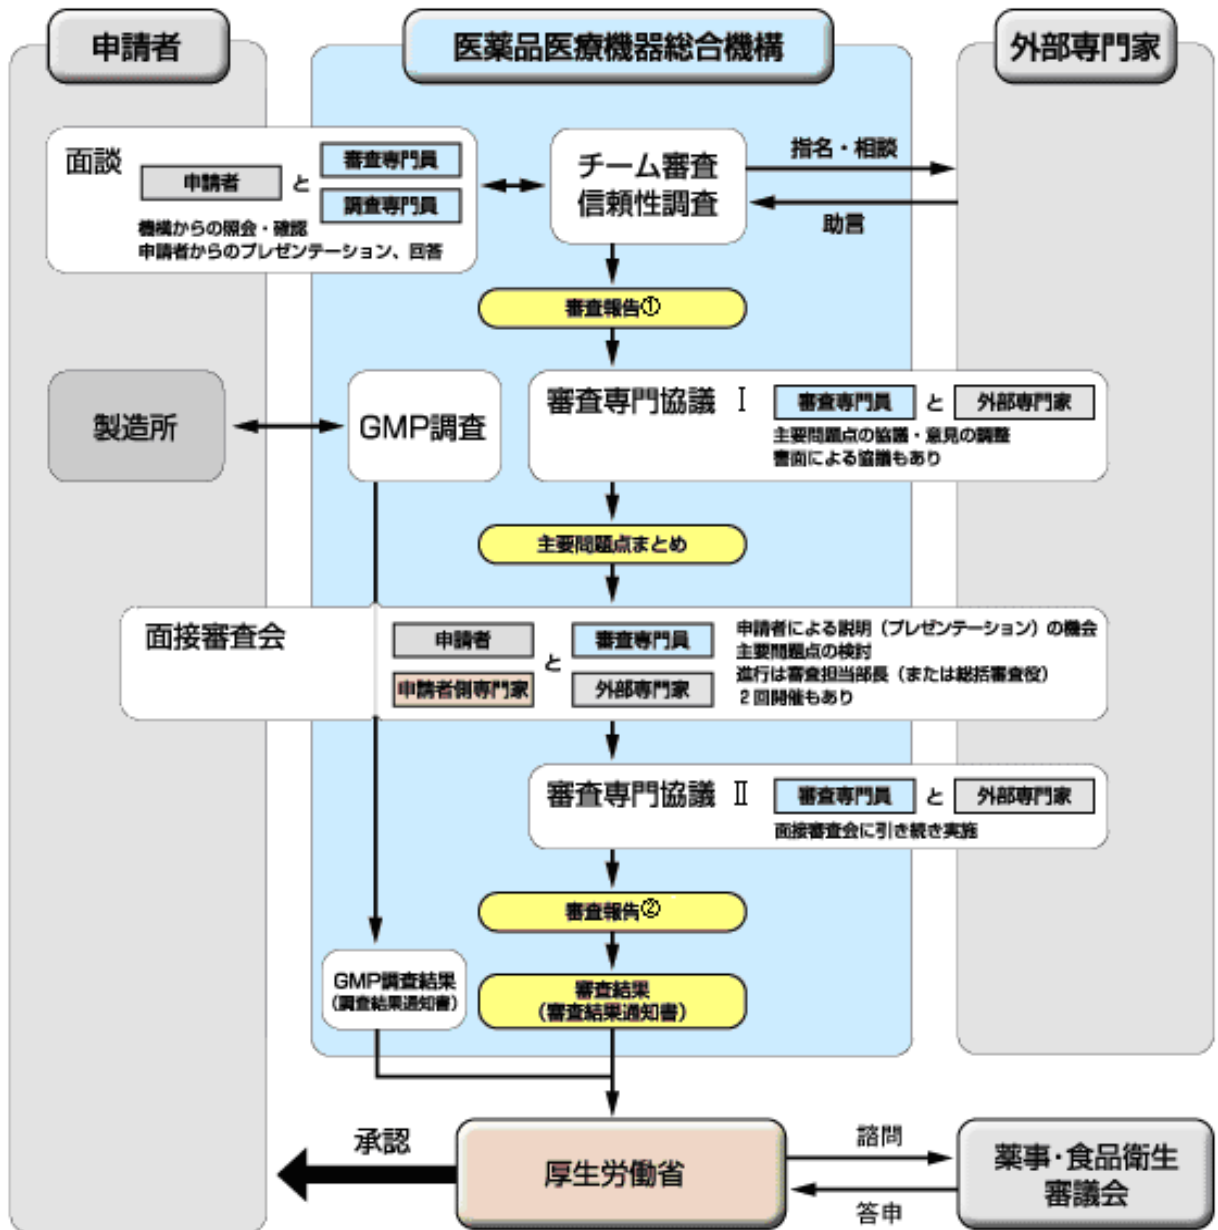 申請者
医薬品医療機器総合機構
外部専門家
面談
申請者
と
審査専門員
調査専門員
機構からの照会・確認
申請者からのプレゼンテーション、回答
チーム審査
信頼性調査
指名・相談
助言
審査報告①
製造所
GMP調査
審査専門協議 Ⅰ
審査専門員
と
外部専門家
主要問題点の協議・意見の調整
書面による協議もあり
主要問題点まとめ
面接審査会
申請者
申請者側専門家
と
審査専門員
外部専門家
申請者による説明（プレゼンテーション）の機会
主要問題点の検討
進行は審査担当部長（または総括審査役）
２回開催もあり
審査専門協議 Ⅱ
審査専門員
と
外部専門家
面接審査会に引き続き実施
審査報告②
GMP調査結果
（調査結果通知書）
審査結果
（審査結果通知書）
承認
厚生労働省
諮問
答申
薬事・食品衛生
審議会